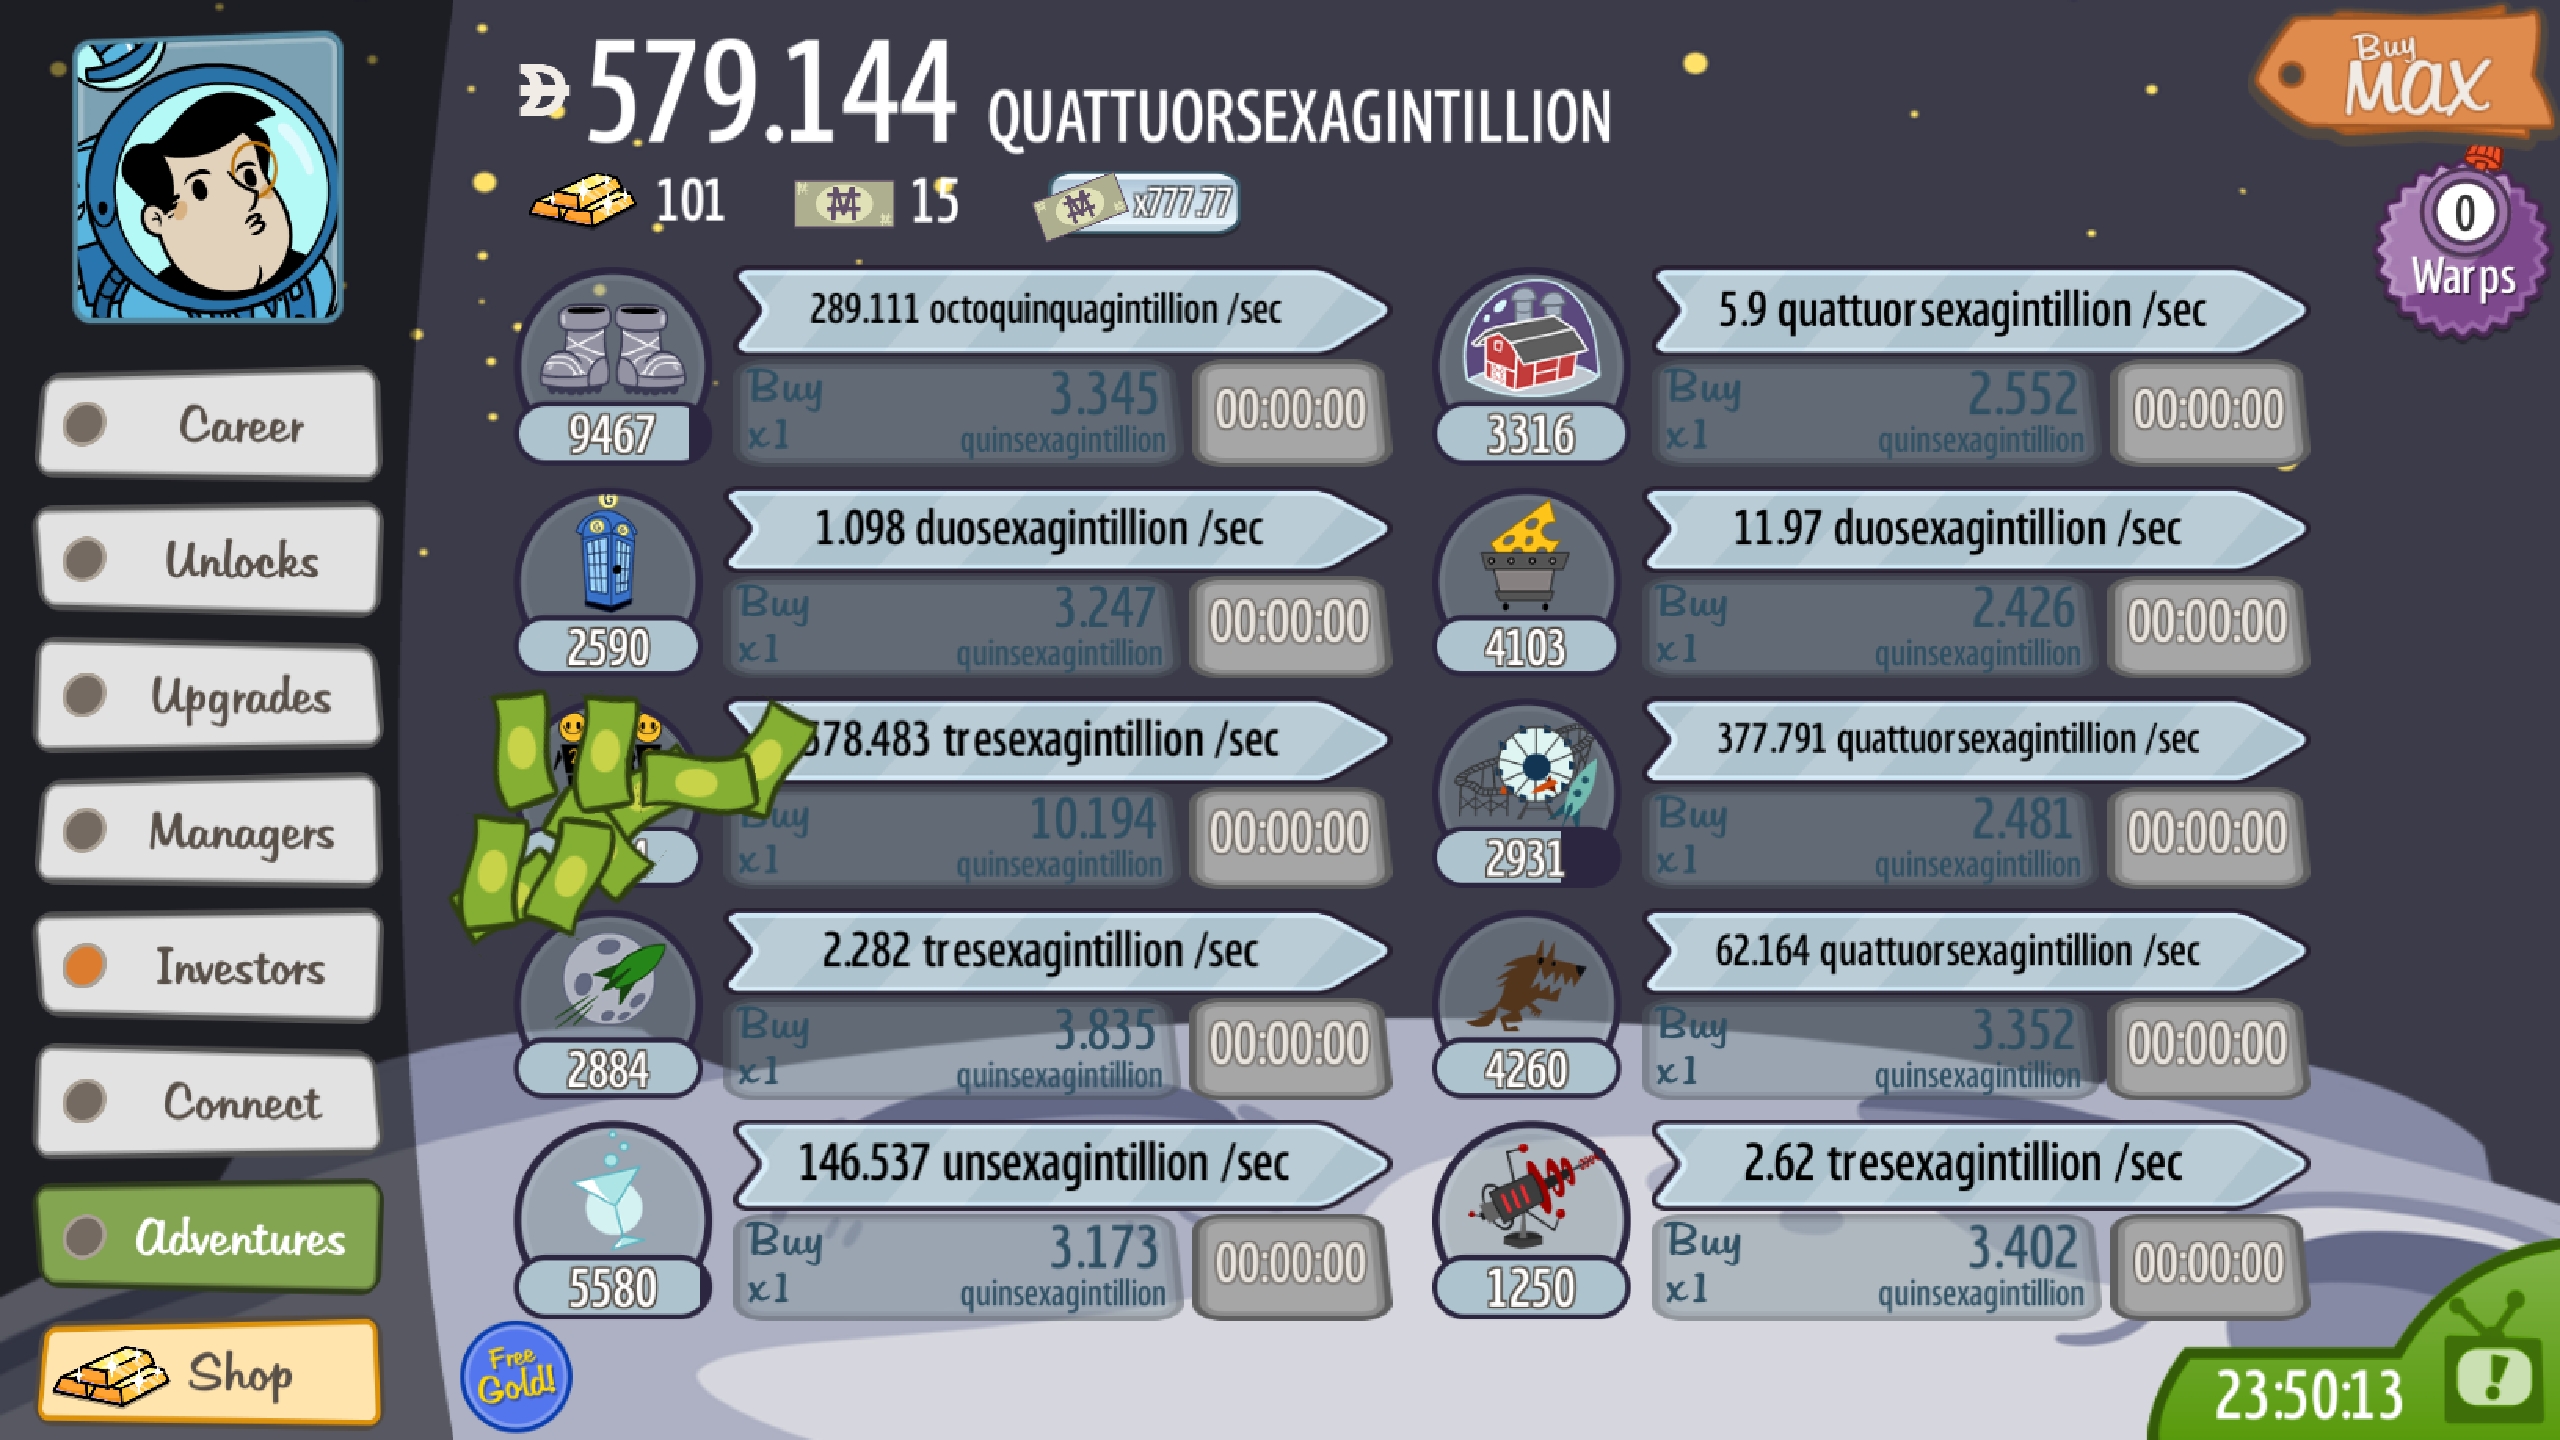 579.144 QUATTUORSEXAGINTILLION
Buy
MAX
101 15 x777.77
0
Warps
Career
Unlocks
Upgrades
Managers
Investors
Connect
Adventures
Shop
289.111 octoquinquagintillion /sec
Buy 3.345
x1 quinsexagintillion
00:00:00
9467
5.9 quattuorsexagintillion /sec
Buy 2.552
x1 quinsexagintillion
00:00:00
3316
G
1.098 duosexagintillion /sec
Buy 3.247
x1 quinsexagintillion
00:00:00
2590
11.97 duosexagintillion /sec
Buy 2.426
x1 quinsexagintillion
00:00:00
4103
578.483 tresexagintillion /sec
Buy 10.194
x1 quinsexagintillion
00:00:00
377.791 quattuorsexagintillion /sec
Buy 2.481
x1 quinsexagintillion
00:00:00
2931
2.282 tresexagintillion /sec
Buy 3.835
x1 quinsexagintillion
00:00:00
2884
62.164 quattuorsexagintillion /sec
Buy 3.352
x1 quinsexagintillion
00:00:00
4260
146.537 unsexagintillion /sec
Buy 3.173
x1 quinsexagintillion
00:00:00
5580
2.62 tresexagintillion /sec
Buy 3.402
x1 quinsexagintillion
00:00:00
1250
Free
Gold!
23:50:13
!